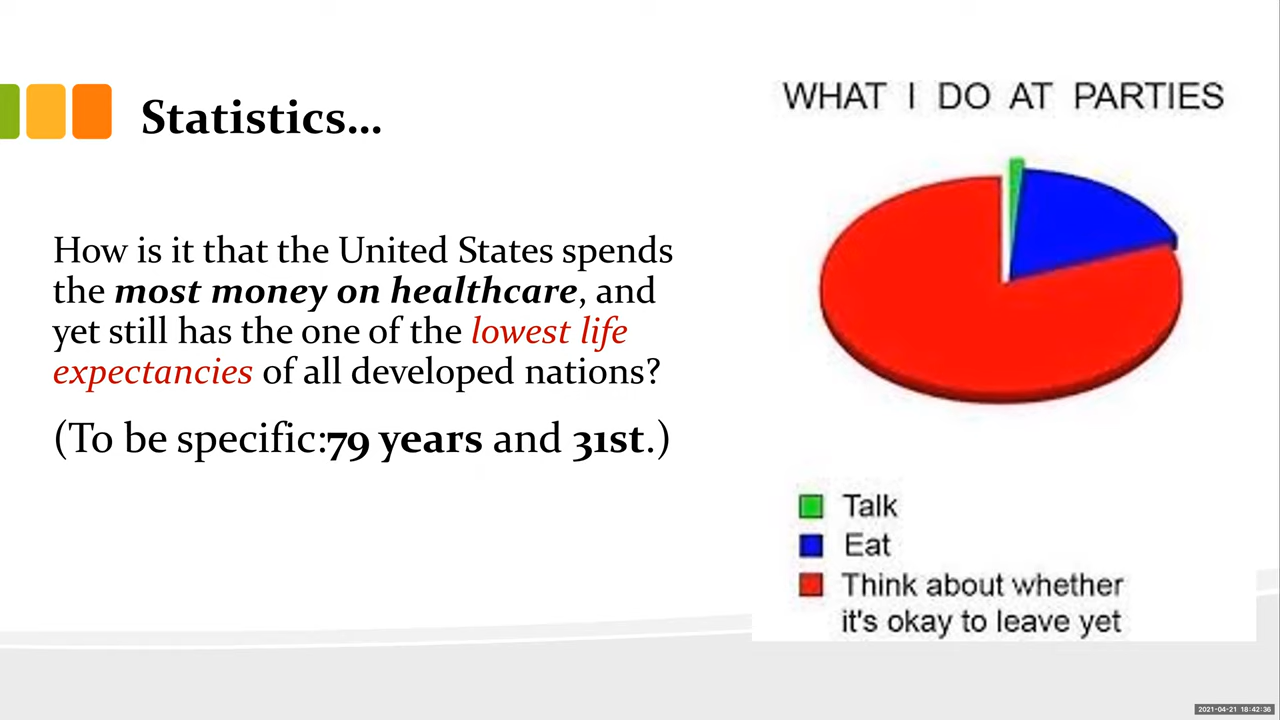 Statistics...
How is it that the United States spends
the most money on healthcare, and
yet still has the one of the lowest life
expectancies of all developed nations?
(To be specific:79 years and 31st.)
WHAT I DO AT PARTIES
Talk
Eat
Think about whether
it's okay to leave yet
2021-04-21 18:42:36